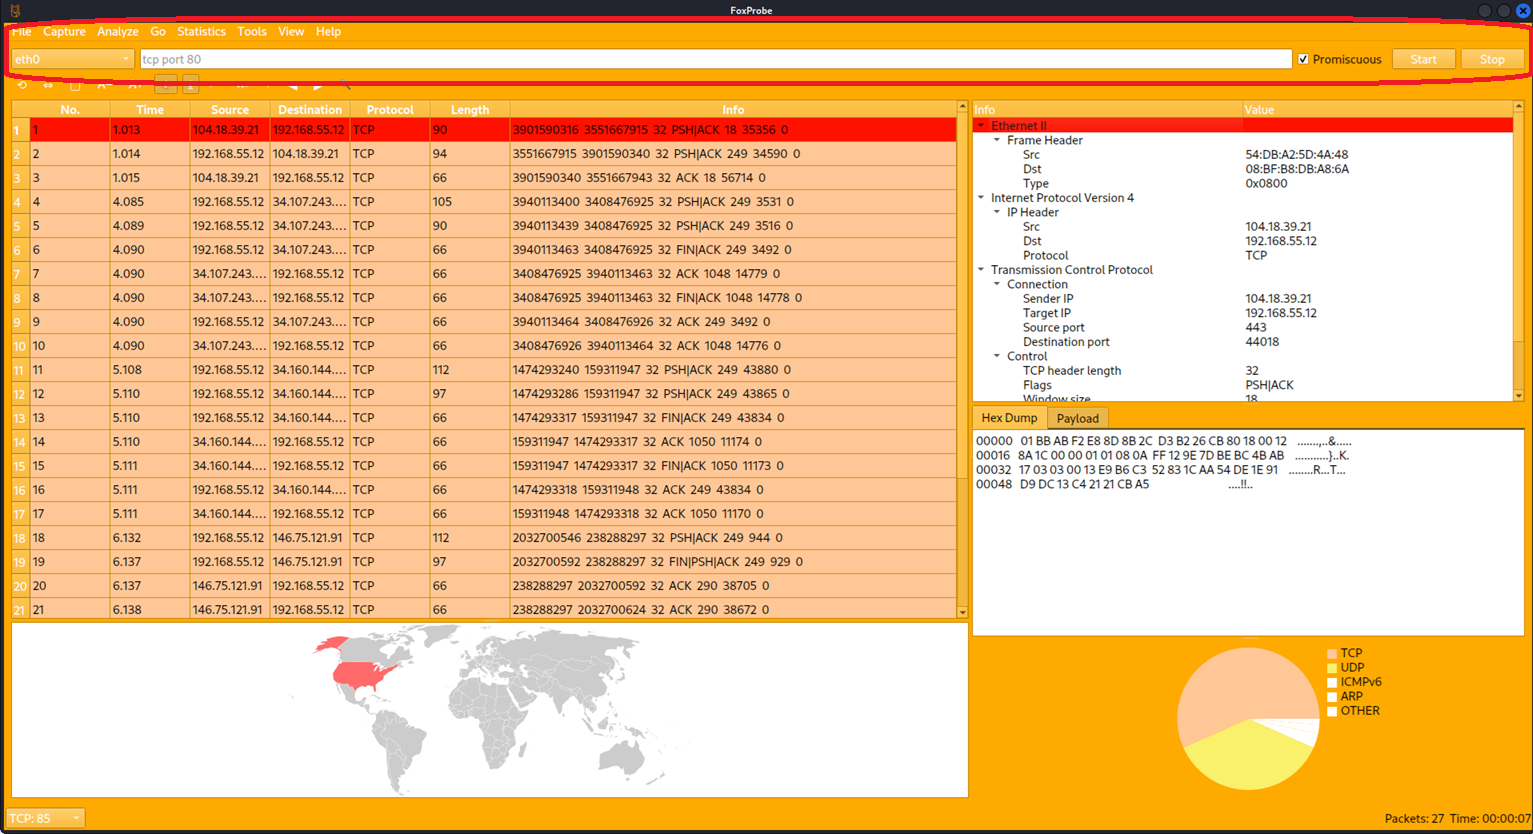 FoxProbe
File Capture Analyze Go Statistics Tools View Help
eth0 tcp port 80 Promiscuous Start Stop
No. Time Source Destination Protocol Length Info
1 1 1.013 104.18.39.21 192.168.55.12 TCP 90 3901590316 3551667915 32 PSH|ACK 18 35356 0
2 2 1.014 192.168.55.12 104.18.39.21 TCP 94 3551667915 3901590340 32 PSH|ACK 249 34590 0
3 3 1.015 104.18.39.21 192.168.55.12 TCP 66 3901590340 3551667943 32 ACK 18 56714 0
4 4 4.085 192.168.55.12 34.107.243.... TCP 105 3940113400 3408476925 32 PSH|ACK 249 3531 0
5 5 4.089 192.168.55.12 34.107.243.... TCP 90 3940113439 3408476925 32 PSH|ACK 249 3516 0
6 6 4.090 192.168.55.12 34.107.243.... TCP 66 3940113463 3408476925 32 FIN|ACK 249 3492 0
7 7 4.090 34.107.243.... 192.168.55.12 TCP 66 3408476925 3940113463 32 ACK 1048 14779 0
8 8 4.090 34.107.243.... 192.168.55.12 TCP 66 3408476925 3940113463 32 FIN|ACK 1048 14778 0
9 9 4.090 192.168.55.12 34.107.243.... TCP 66 3940113464 3408476926 32 ACK 249 3492 0
10 10 4.090 34.107.243.... 192.168.55.12 TCP 66 3408476926 3940113464 32 ACK 1048 14776 0
11 11 5.108 192.168.55.12 34.160.144.... TCP 112 1474293240 159311947 32 PSH|ACK 249 43880 0
12 12 5.110 192.168.55.12 34.160.144.... TCP 97 1474293286 159311947 32 PSH|ACK 249 43865 0
13 13 5.110 192.168.55.12 34.160.144.... TCP 66 1474293317 159311947 32 FIN|ACK 249 43834 0
14 14 5.110 34.160.144.... 192.168.55.12 TCP 66 159311947 1474293317 32 ACK 1050 11174 0
15 15 5.111 34.160.144.... 192.168.55.12 TCP 66 159311947 1474293317 32 FIN|ACK 1050 11173 0
16 16 5.111 192.168.55.12 34.160.144.... TCP 66 1474293318 159311948 32 ACK 249 43834 0
17 17 5.111 34.160.144.... 192.168.55.12 TCP 66 159311948 1474293318 32 ACK 1050 11170 0
18 18 6.132 192.168.55.12 146.75.121.91 TCP 112 2032700546 238288297 32 PSH|ACK 249 944 0
19 19 6.137 192.168.55.12 146.75.121.91 TCP 97 2032700592 238288297 32 FIN|PSH|ACK 249 929 0
20 20 6.137 146.75.121.91 192.168.55.12 TCP 66 238288297 2032700592 32 ACK 290 38705 0
21 21 6.138 146.75.121.91 192.168.55.12 TCP 66 238288297 2032700624 32 ACK 290 38672 0
Info Value
Ethernet II
Frame Header
Src 54:DB:A2:5D:4A:48
Dst 08:BF:B8:DB:A8:6A
Type 0x0800
Internet Protocol Version 4
IP Header
Src 104.18.39.21
Dst 192.168.55.12
Protocol TCP
Transmission Control Protocol
Connection
Sender IP 104.18.39.21
Target IP 192.168.55.12
Source port 443
Destination port 44018
Control
TCP header length 32
Flags PSH|ACK
Window size 18
Hex Dump Payload
00000 01 BB AB F2 E8 8D 8B 2C D3 B2 26 CB 80 18 00 12 .......,..&.....
00016 8A 1C 00 00 01 01 08 0A FF 12 9E 7D BE BC 4B AB ...........}..K.
00032 17 03 03 00 13 E9 B6 C3 52 83 1C AA 54 DE 1E 91 ........R...T...
00048 D9 DC 13 C4 21 21 CB A5 ....!!..
TCP
UDP
ICMPv6
ARP
OTHER
TCP: 85
Packets: 27 Time: 00:00:07